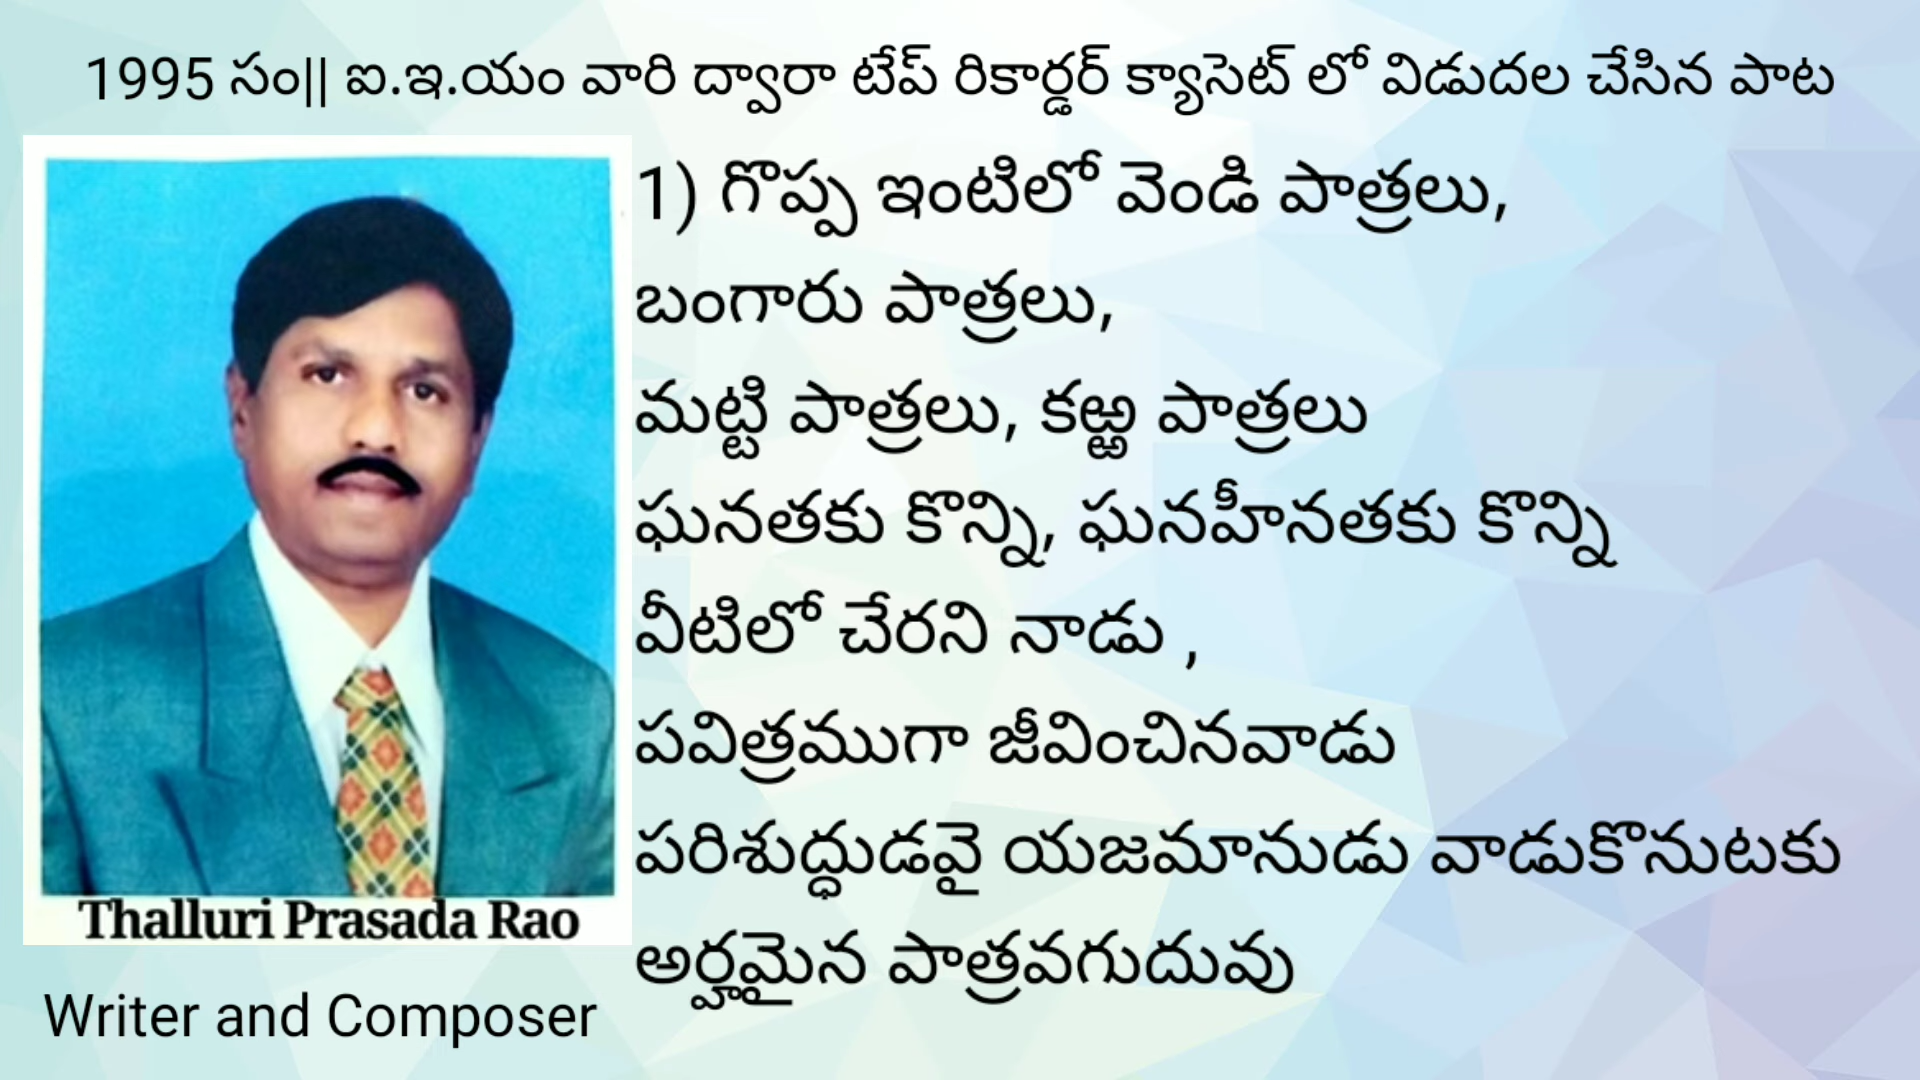 1995 సం|| ఐ.ఇ.యం వారి ద్వారా టేప్ రికార్డర్ క్యాసెట్ లో విడుదల చేసిన పాట
1) గొప్ప ఇంటిలో వెండి పాత్రలు,
బంగారు పాత్రలు,
మట్టి పాత్రలు, కఱ్ఱ పాత్రలు
ఘనతకు కొన్ని, ఘనహీనతకు కొన్ని
వీటిలో చేరని నాడు ,
పవిత్రముగా జీవించినవాడు
పరిశుద్ధుడవై యజమానుడు వాడుకొనుటకు
అర్హమైన పాత్రవగుదువు
Thalluri Prasada Rao
Writer and Composer